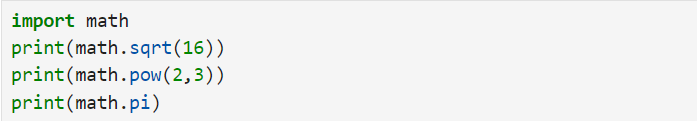 import math
print(math.sqrt(16))
print(math.pow(2,3))
print(math.pi)